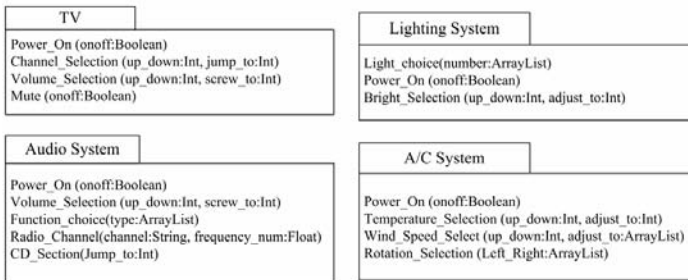 TV
Power_On (onoff:Boolean)
Channel_Selection (up_down:Int, jump_to:Int)
Volume_Selection (up_down:Int, screw_to:Int)
Mute (onoff:Boolean)
Lighting System
Light_choice(number:ArrayList)
Power_On (onoff:Boolean)
Bright_Selection (up_down:Int, adjust_to:Int)
Audio System
Power_On (onoff:Boolean)
Volume_Selection (up_down:Int, screw_to:Int)
Function_choice(type:ArrayList)
Radio_Channel(channel:String, frequency_num:Float)
CD_Section(Jump_to:Int)
A/C System
Power_On (onoff:Boolean)
Temperature_Selection (up_down:Int, adjust_to:Int)
Wind_Speed_Select (up_down:Int, adjust_to:ArrayList)
Rotation_Selection (Left_Right:ArrayList)